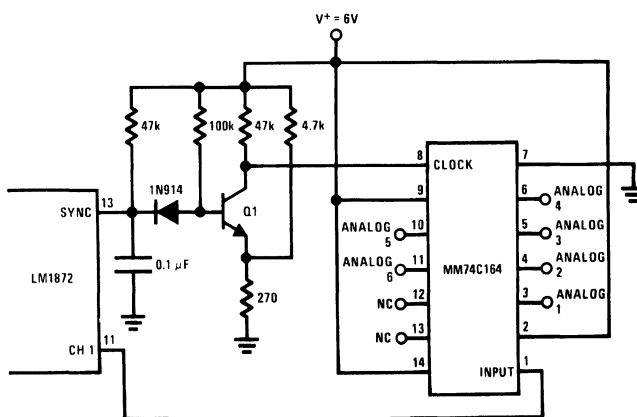 V+ = 6V
47k
100k
47k
4.7k
1N914
13
SYNC
Q1
LM1872
0.1 μF
270
CH 1
11
8
CLOCK
7
9
6
ANALOG
4
ANALOG
5
10
5
ANALOG
3
MM74C164
ANALOG
6
11
4
ANALOG
2
NC
12
3
ANALOG
1
NC
13
2
14
INPUT
1